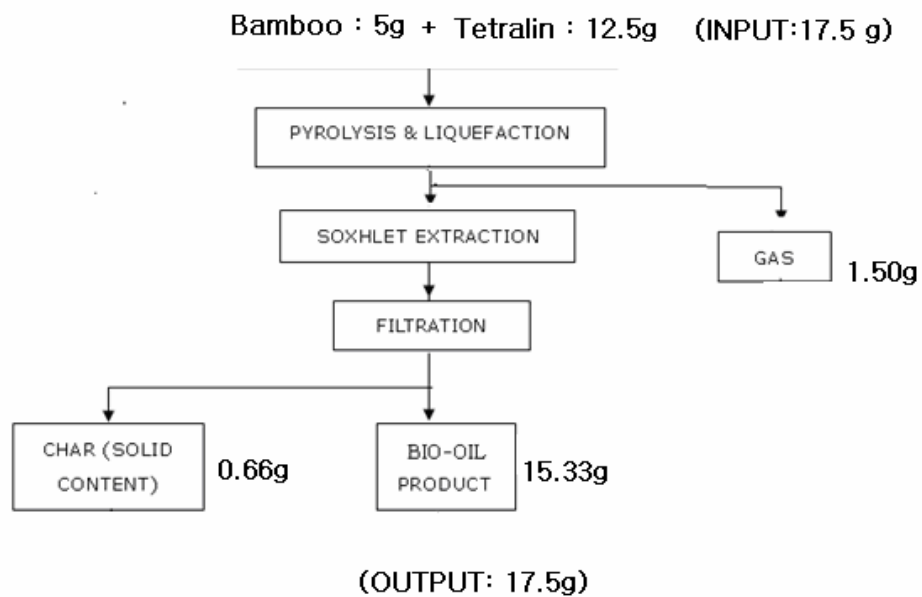 Bamboo : 5g + Tetralin : 12.5g (INPUT:17.5 g)
PYROLYSIS & LIQUEFACTION
SOXHLET EXTRACTION
GAS
1.50g
FILTRATION
CHAR (SOLID
CONTENT)
0.66g
BIO-OIL
PRODUCT
15.33g
(OUTPUT: 17.5g)